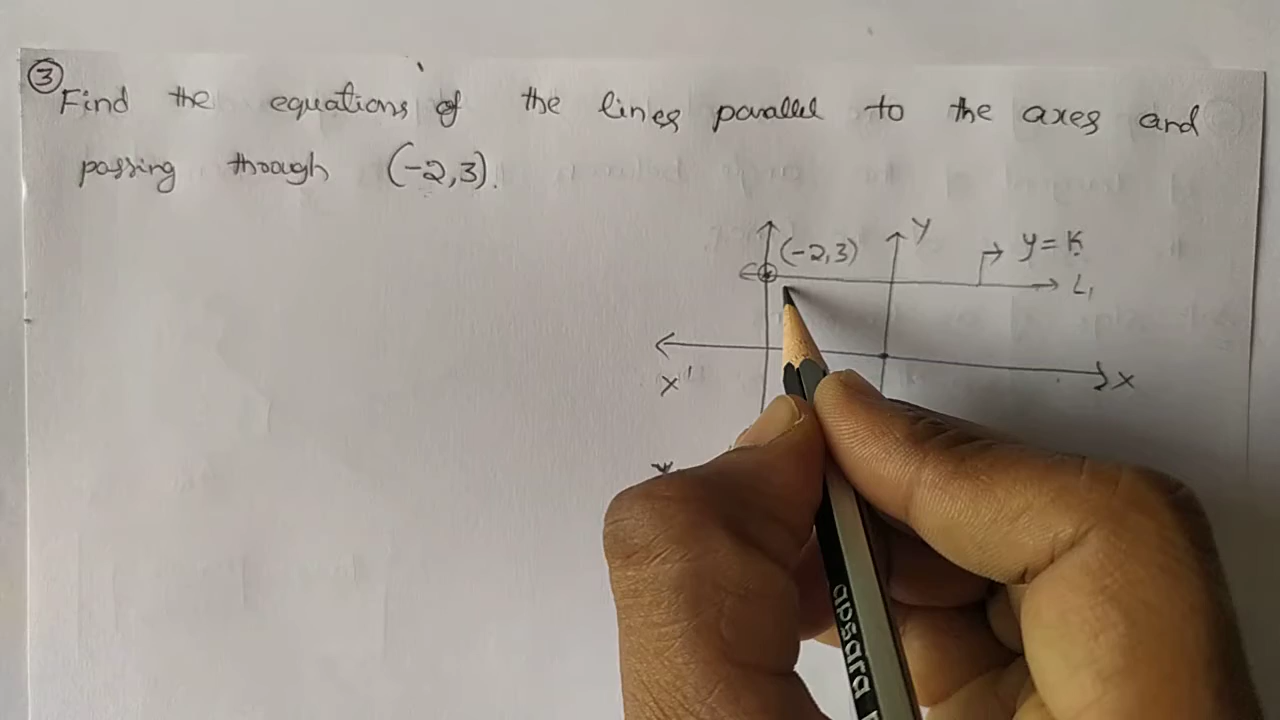 ③
Find the equations of the lines parallel to the axes and
passing through (-2,3).
Y
(-2,3)
y=K
L₁
X'
X
apsara